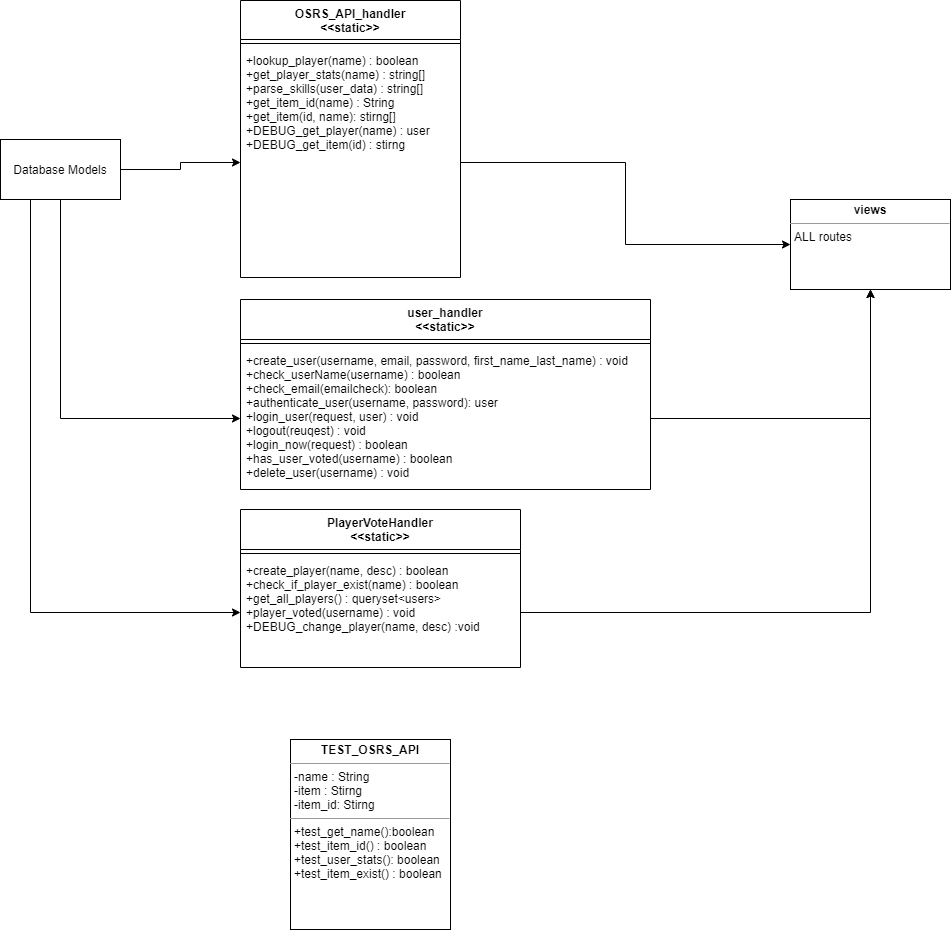 OSRS_API_handler
<<static>>
+lookup_player(name) : boolean
+get_player_stats(name) : string[]
+parse_skills(user_data) : string[]
+get_item_id(name) : String
+get_item(id, name): stirng[]
+DEBUG_get_player(name) : user
+DEBUG_get_item(id) : stirng
Database Models
views
ALL routes
user_handler
<<static>>
+create_user(username, email, password, first_name_last_name) : void
+check_userName(username) : boolean
+check_email(emailcheck): boolean
+authenticate_user(username, password): user
+login_user(request, user) : void
+logout(reuqest) : void
+login_now(request) : boolean
+has_user_voted(username) : boolean
+delete_user(username) : void
PlayerVoteHandler
<<static>>
+create_player(name, desc) : boolean
+check_if_player_exist(name) : boolean
+get_all_players() : queryset<users>
+player_voted(username) : void
+DEBUG_change_player(name, desc) :void
TEST_OSRS_API
-name : String
-item : Stirng
-item_id: Stirng
+test_get_name():boolean
+test_item_id() : boolean
+test_user_stats(): boolean
+test_item_exist() : boolean